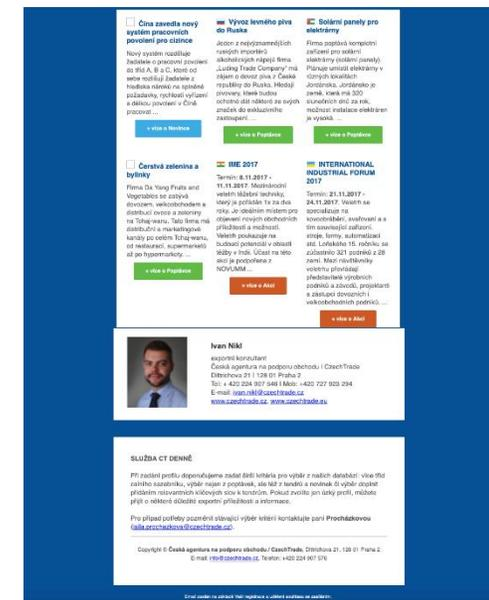 Čína zavedla nový
systém pracovních
povolení pro cizince
Nový systém rozděluje
žadatele o pracovní povolení
do tříd A, B a C, které od
sebe rozlišují žadatele z
hlediska nároků na splněné
požadavky, rychlosti vyřízení
a délkou povolení v Číně
pracovat ...
» více o Novince
Vývoz levného piva
do Ruska
Jeden z nejvýznamnějších
ruských importérů
alkoholických nápojů firma
„Luding Trade Company“ má
zájem o dovoz piva z České
republiky do Ruska. Hledají
pivovary, které budou
ochotné dát některé ze svých
značek do exkluzivního
zastoupení. ...
» více o Poptávce
Solární panely pro
elektrárny
Firma poptává kompletní
zařízení pro solární
elektrárny (solární panely).
Plánuje umístit elektrárny v
různých lokalitách
Jordánska. Jordánsko je
země, která má 320
slunečních dnů za rok,
možnost instalace elektráren
je vysoká. ...
» více o Poptávce
Čerstvá zelenina a
bylinky
Firma Da Yang Fruits and
Vegetables se zabývá
dovozem, velkoobchodem a
distribucí ovoce a zeleniny
na Tchaj-wanu. Tato firma má
distribuční a marketingové
kanály po celém Tchaj-wanu,
od restaurací, supermarketů
až po hypermarkety. ...
» více o Poptávce
IME 2017
Termín: 8.11.2017 -
11.11.2017. Mezinárodní
veletrh těžební techniky,
který je pořádán 1x za dva
roky. Je ideálním místem pro
objevení nových obchodních
příležitostí a možností.
Veletrh poukazuje na
budoucí potenciál v oblasti
těžby v Indii. Účast na této
akci je podpořena z
NOVUMM ...
» více o Akci
INTERNATIONAL
INDUSTRIAL FORUM
2017
Termín: 21.11.2017 -
24.11.2017. Veletrh se
specializuje na
kovoobrábění, svařování a s
tím související zařízení,
stroje, formy, automatizaci
atd. Loňského 15. ročníku se
zúčastnilo 321 podniků z 28
zemí. Mezi návštěvníky
veletrhu převládají
představitelé výrobních
podniků a závodů, projektanti
a zástupci dovozních i
velkoobchodních podniků. ...
» více o Akci
Ivan Nikl
exportní konzultant
Česká agentura na podporu obchodu | CzechTrade
Dittrichova 21 | 128 01 Praha 2
Tel: + 420 224 907 546 | Mob: +420 727 923 294
E-mail: ivan.nikl@czechtrade.cz
www.czechtrade.cz, www.czechtrade.eu
SLUŽBA CT DENNĚ
Při zadání profilu doporučujeme zadat širší kritéria pro výběr z našich databází: více tříd
celního sazebníku, výběr nejen z poptávek, ale též z tendrů a novinek či výběr doplnit
přidáním relevantních klíčových slov k tendrům. Pokud zvolíte jen úzký profil, můžete
přijít o některé důležité exportní příležitosti a informace.
Pro případ potřeby pozměnit stávající výběr kritérií kontaktujte paní Procházkovou
(jajla.prochazkova@czechtrade.cz).
Copyright © Česká agentura na podporu obchodu / CzechTrade, Dittrichova 21, 128 01 Praha 2
E-mail: info@czechtrade.cz, Telefon: +420 224 907 576
Email zaslán na základě Vaší registrace a udělení souhlasu se zasíláním.